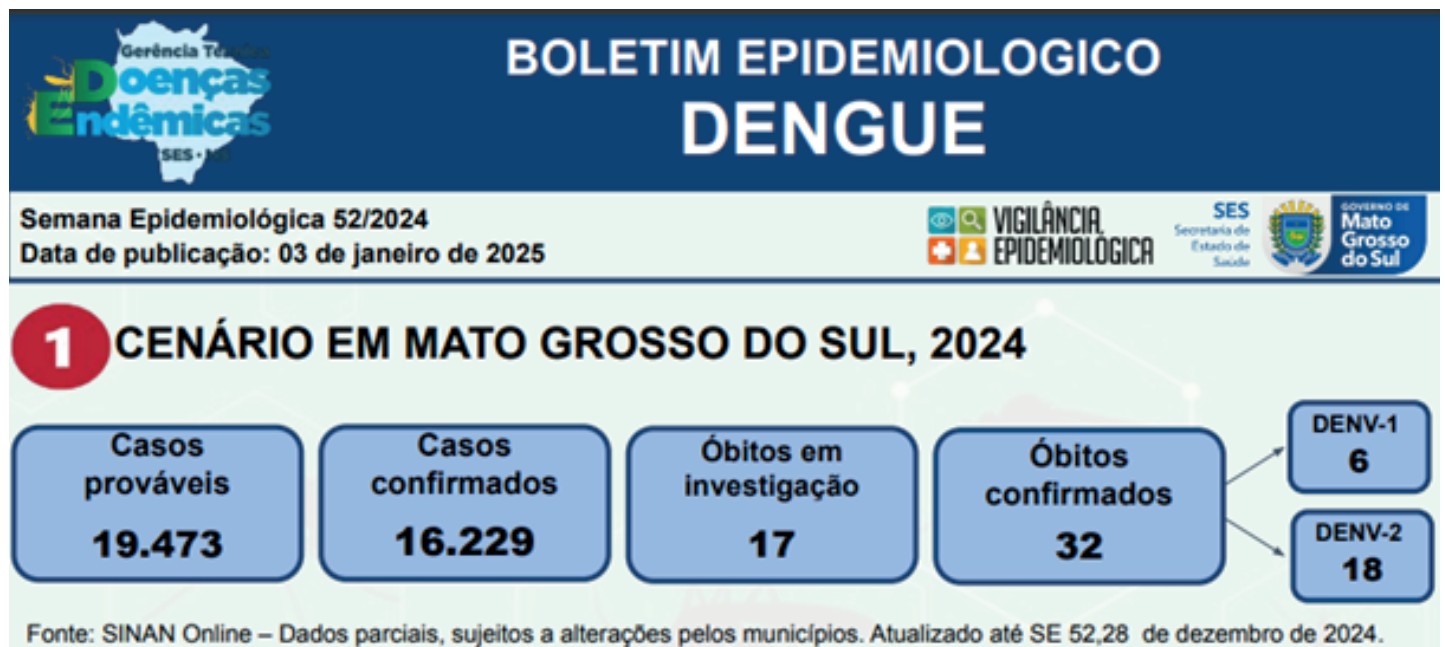 Gerência
Doenças
Endêmicas
SES
BOLETIM EPIDEMIOLOGICO
DENGUE
Semana Epidemiológica 52/2024
Data de publicação: 03 de janeiro de 2025
VIGILÂNCIA
EPIDEMIOLÓGICA
SES
Secretaria de
Estado de
Saúde
GOVERNO DE
Mato
Grosso
do Sul
1 CENÁRIO EM MATO GROSSO DO SUL, 2024
Casos
prováveis
19.473
Casos
confirmados
16.229
Óbitos em
investigação
17
Óbitos
confirmados
32
DENV-1
6
DENV-2
18
Fonte: SINAN Online – Dados parciais, sujeitos a alterações pelos municípios. Atualizado até SE 52,28 de dezembro de 2024.